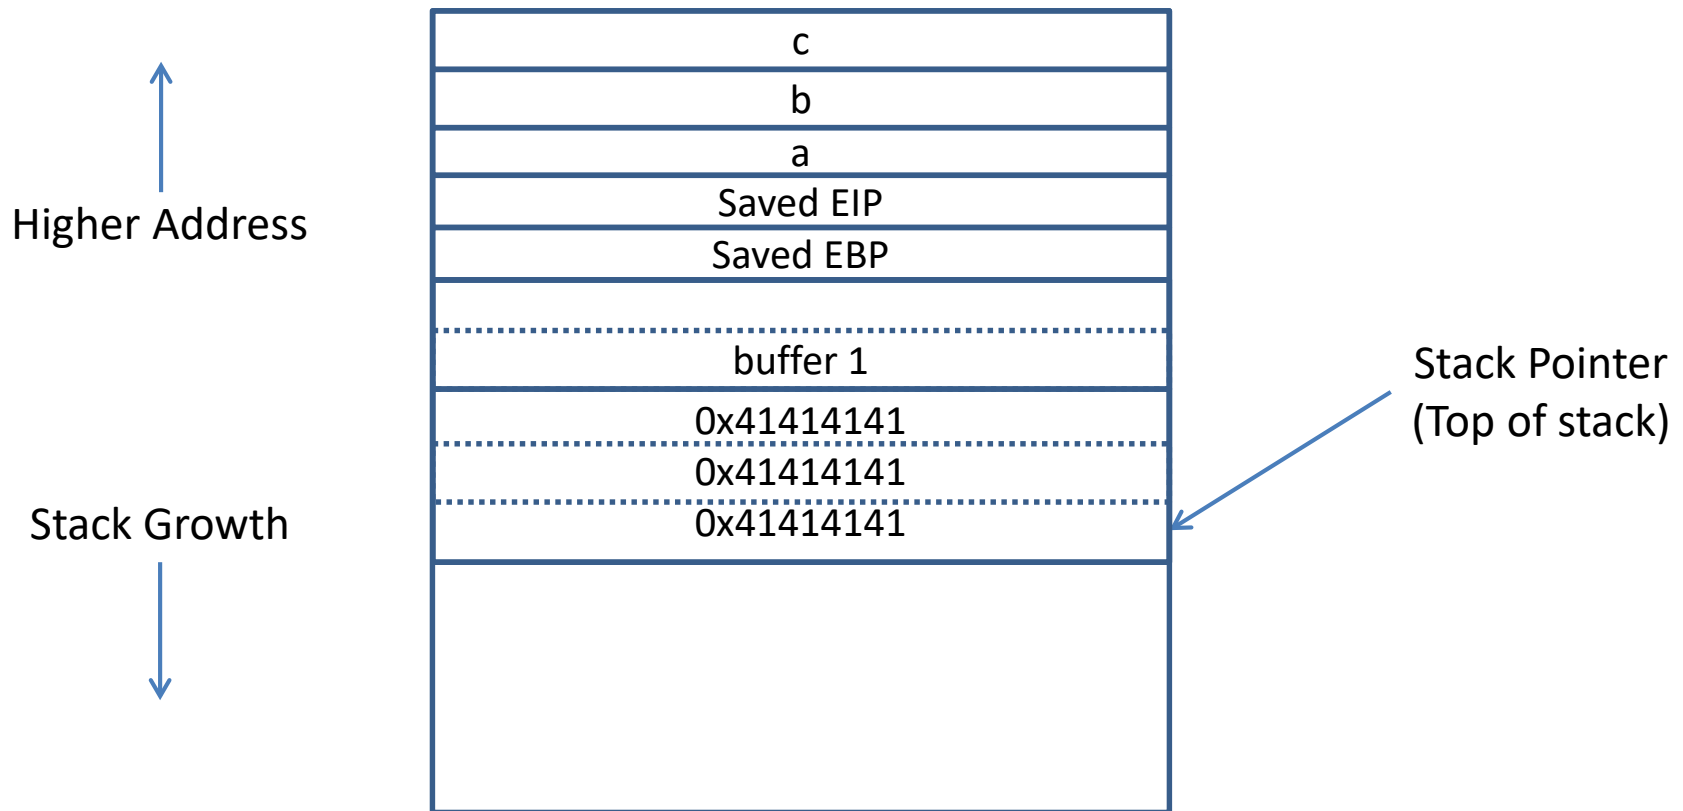 c
b
a
Saved EIP
Higher Address
Saved EBP
buffer 1
Stack Pointer
(Top of stack)
0x41414141
0x41414141
0x41414141
Stack Growth